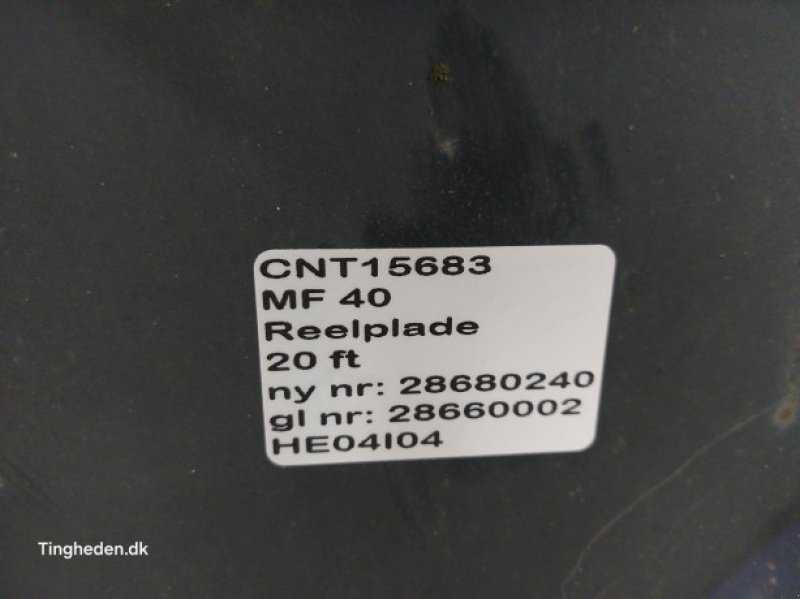 CNT15683
MF 40
Reelplade
20 ft
ny nr: 28680240
gl nr: 28660002
HE04I04
Tingheden.dk